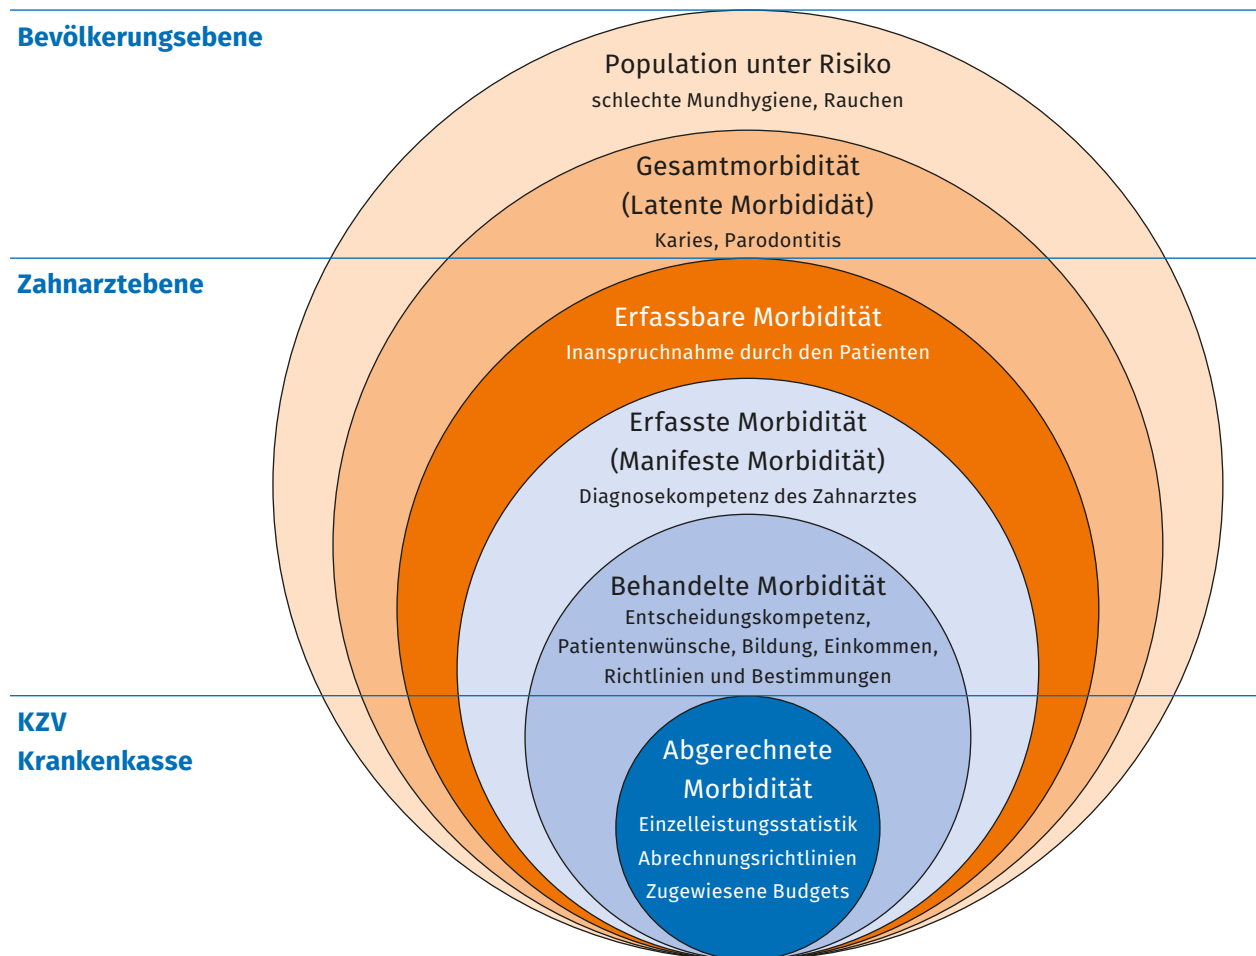 Bevölkerungsebene
Population unter Risiko
schlechte Mundhygiene, Rauchen
Gesamtmorbidität
(Latente Morbididät)
Karies, Parodontitis
Zahnarztebene
Erfassbare Morbidität
Inanspruchnahme durch den Patienten
Erfasste Morbidität
(Manifeste Morbidität)
Diagnosekompetenz des Zahnarztes
Behandelte Morbidität
Entscheidungskompetenz,
Patientenwünsche, Bildung, Einkommen,
Richtlinien und Bestimmungen
KZV
Krankenkasse
Abgerechnete
Morbidität
Einzelleistungsstatistik
Abrechnungsrichtlinien
Zugewiesene Budgets